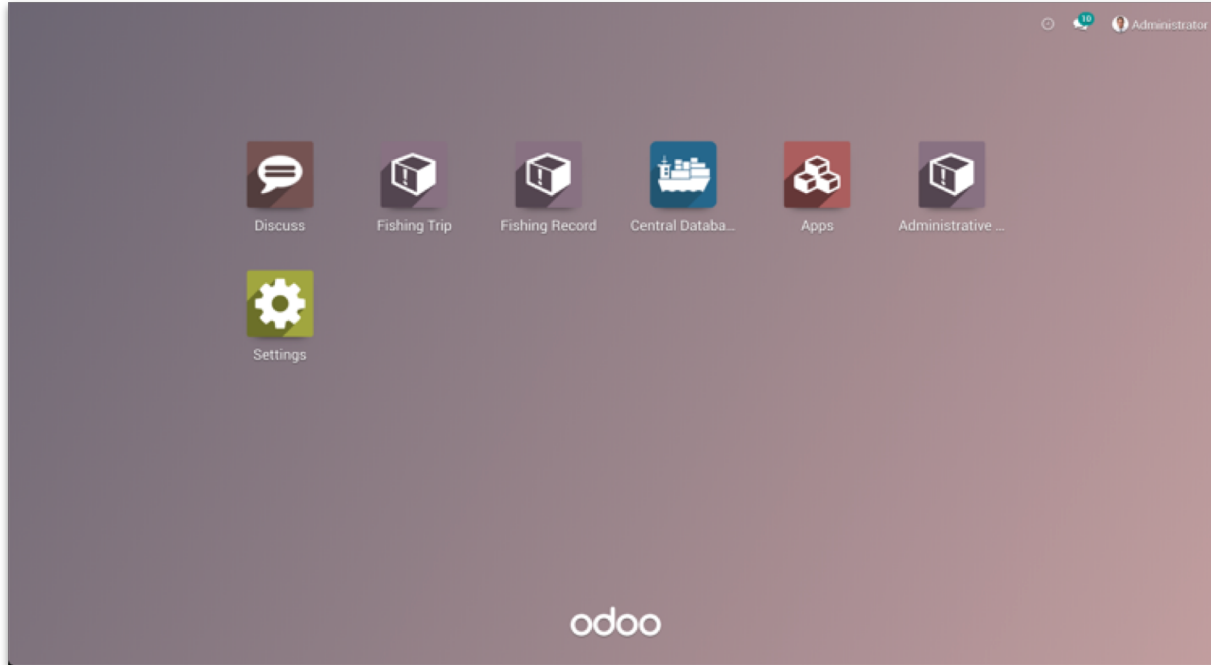 10 Administrator
Discuss Fishing Trip Fishing Record Central Databa... Apps Administrative ...
Settings
odoo